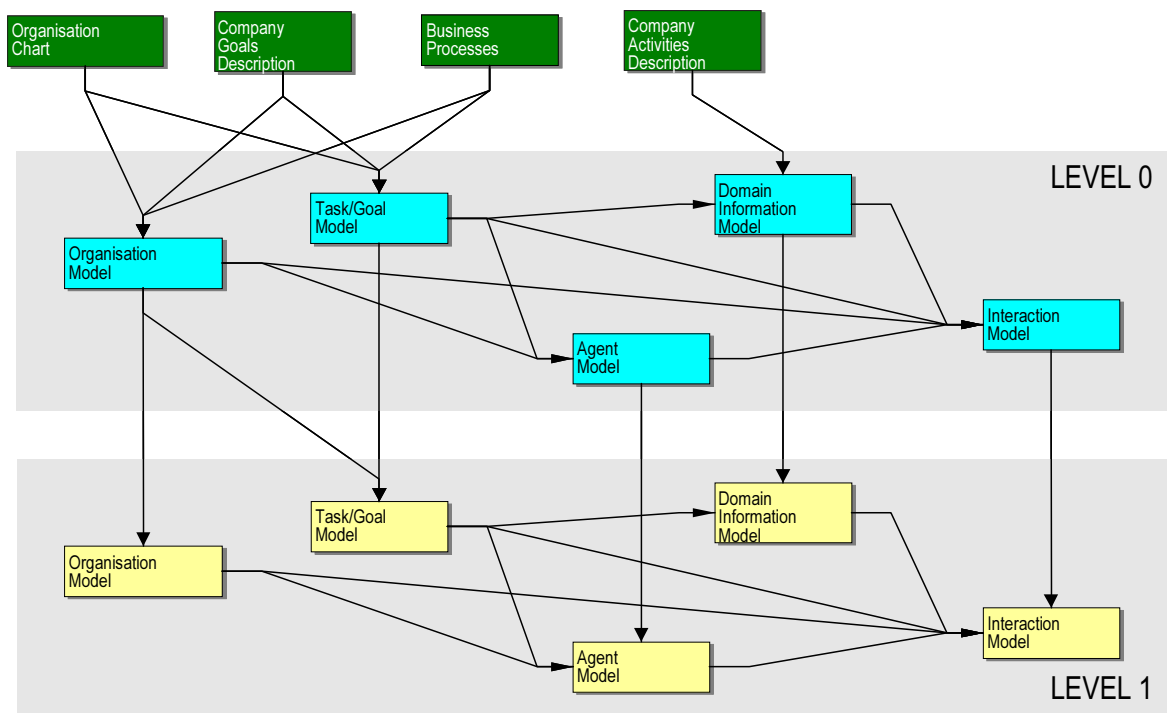 Organisation
Chart
Company
Goals
Description
Business
Processes
Company
Activities
Description
LEVEL 0
Task/Goal
Model
Domain
Information
Model
Organisation
Model
Interaction
Model
Agent
Model
Task/Goal
Model
Domain
Information
Model
Organisation
Model
Interaction
Model
Agent
Model
LEVEL 1